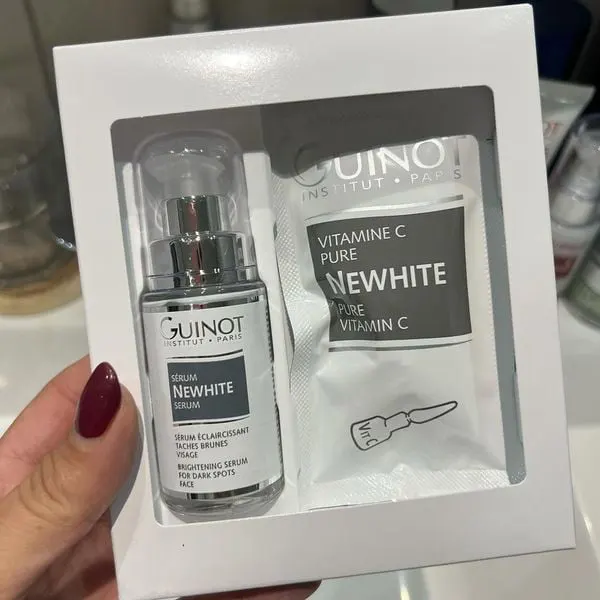 GUINOT
INSTITUT • PARIS
SÉRUM
NEWHITE
SERUM
SÉRUM ÉCLAIRCISSANT
TACHES BRUNES
VISAGE
BRIGHTENING SERUM
FOR DARK SPOTS
FACE
GUINOT
INSTITUT • PARIS
VITAMINE C
PURE
NEWHITE
PURE
VITAMIN C
VIT C